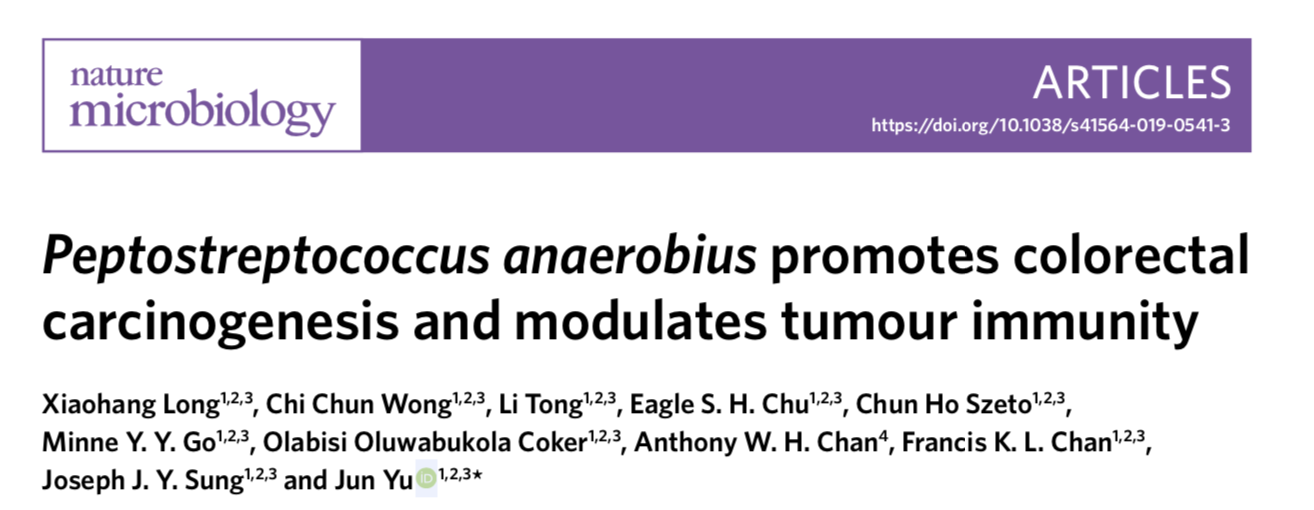 nature
microbiology
ARTICLES
https://doi.org/10.1038/s41564-019-0541-3
Peptostreptococcus anaerobius promotes colorectal
carcinogenesis and modulates tumour immunity
Xiaohang Long1,2,3, Chi Chun Wong1,2,3, Li Tong1,2,3, Eagle S. H. Chu1,2,3, Chun Ho Szeto1,2,3,
Minne Y. Y. Go1,2,3, Olabisi Oluwabukola Coker1,2,3, Anthony W. H. Chan4, Francis K. L. Chan1,2,3,
Joseph J. Y. Sung1,2,3 and Jun Yu iD 1,2,3★